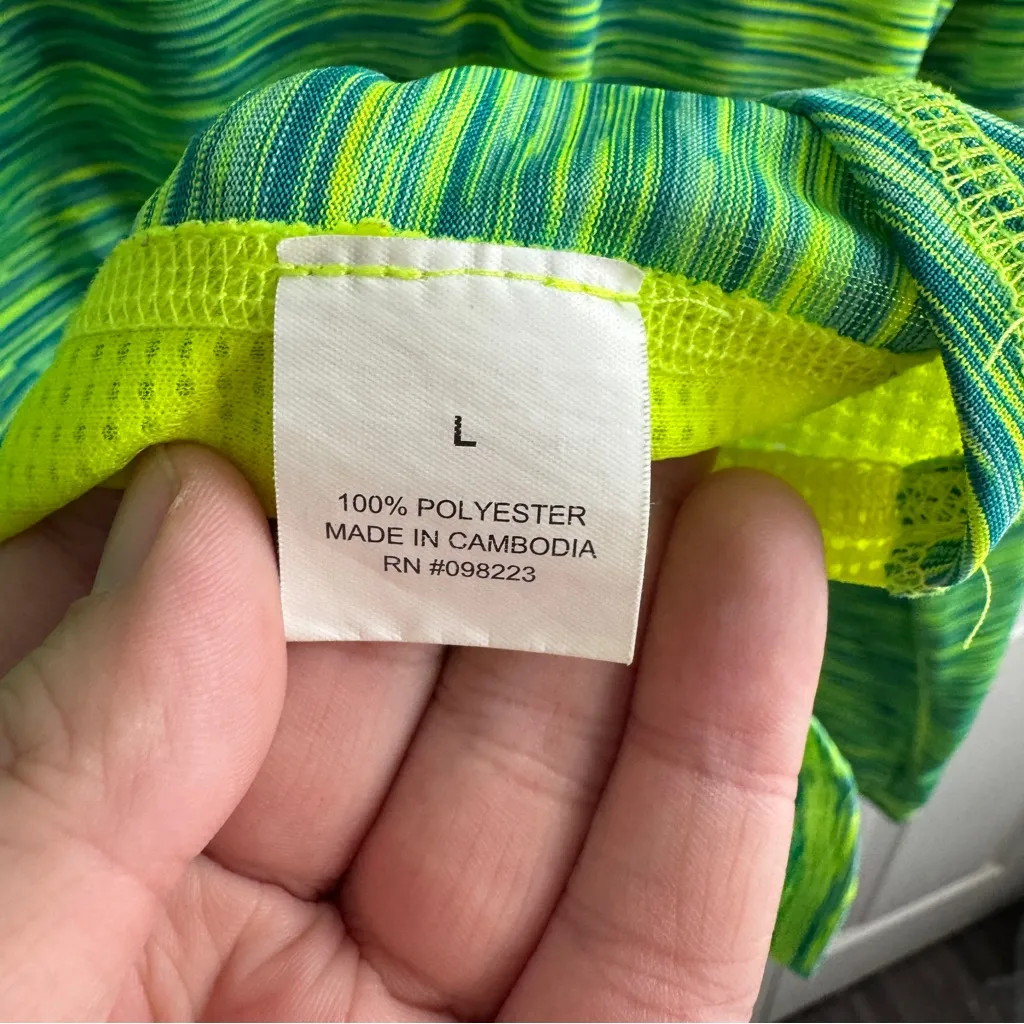 L
100% POLYESTER
MADE IN CAMBODIA
RN #098223